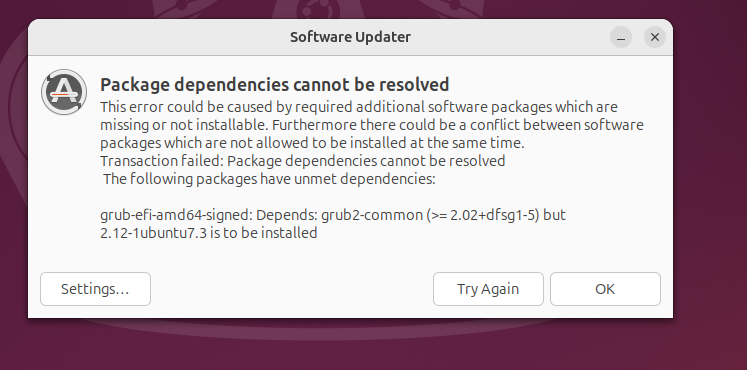 Software Updater
Package dependencies cannot be resolved
This error could be caused by required additional software packages which are
missing or not installable. Furthermore there could be a conflict between software
packages which are not allowed to be installed at the same time.
Transaction failed: Package dependencies cannot be resolved
The following packages have unmet dependencies:
grub-efi-amd64-signed: Depends: grub2-common (>= 2.02+dfsg1-5) but
2.12-1ubuntu7.3 is to be installed
Settings...
Try Again
OK